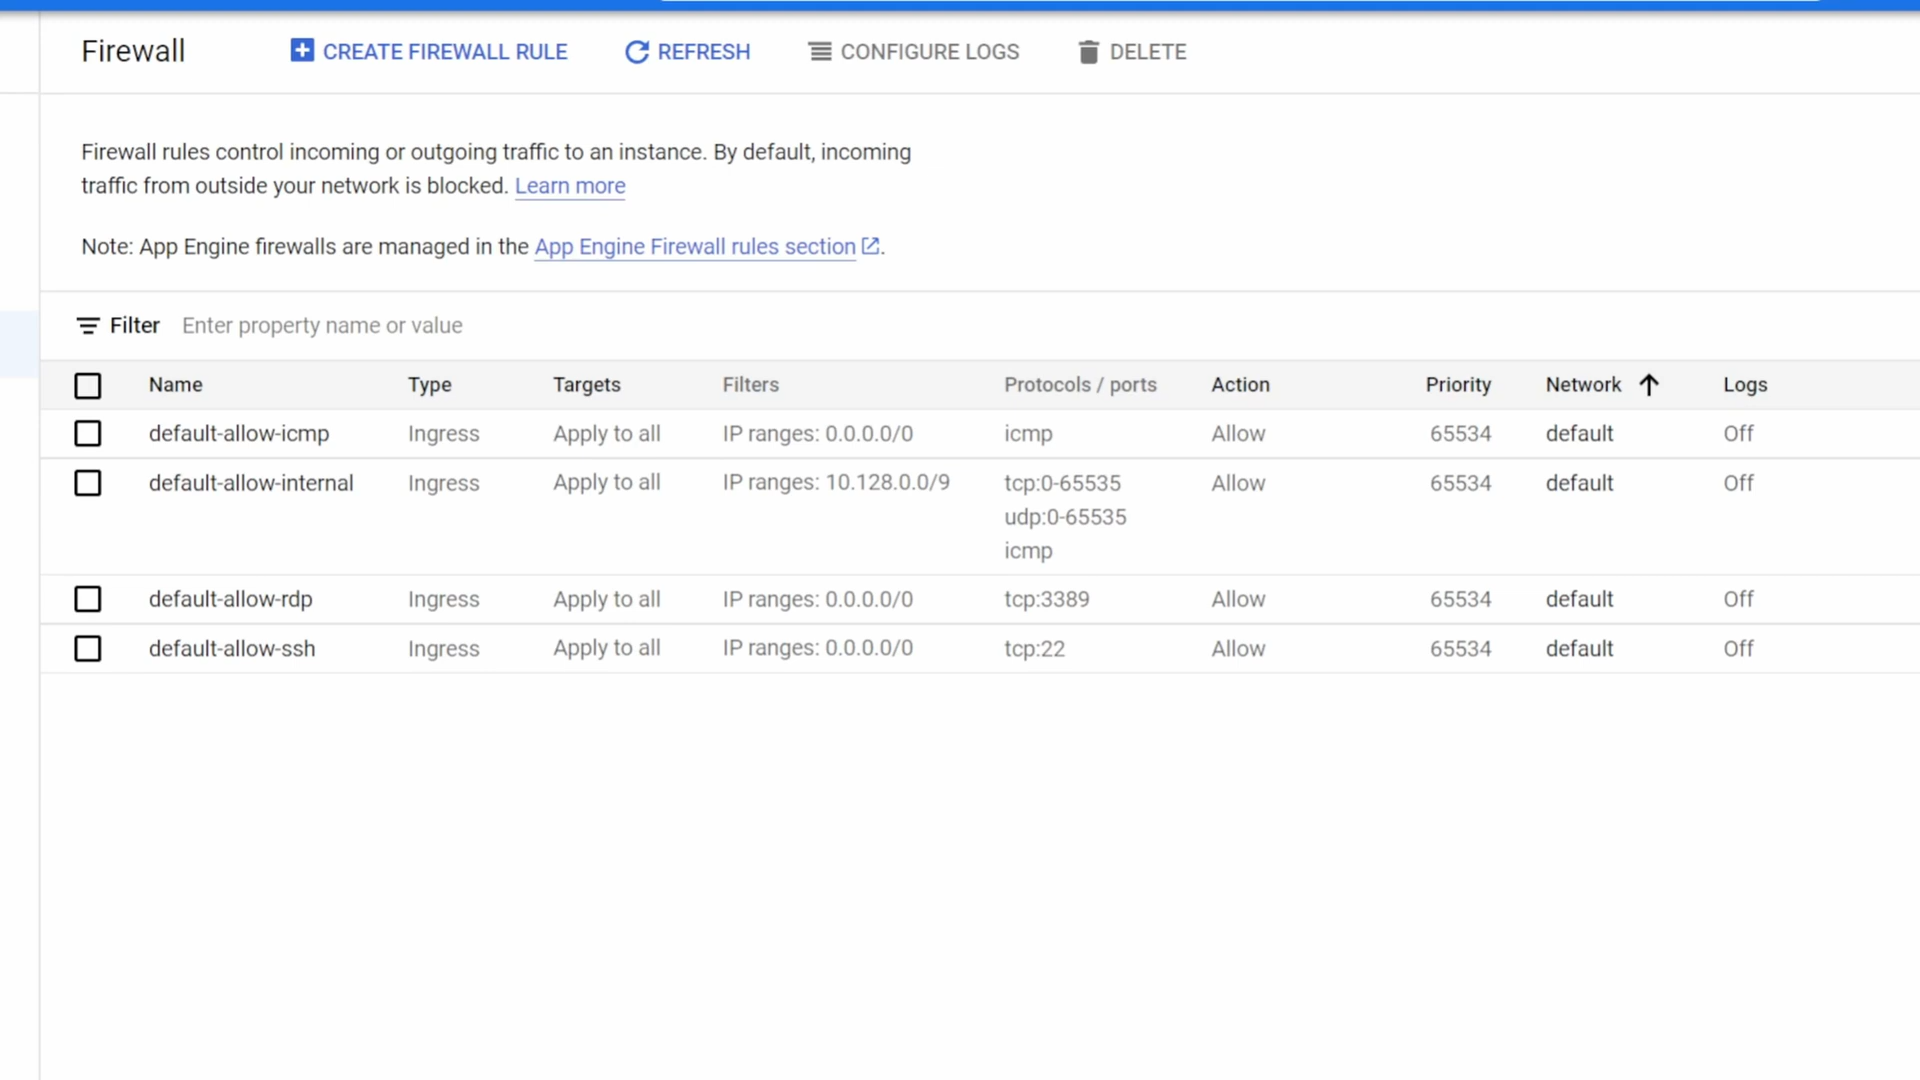 Firewall CREATE FIREWALL RULE REFRESH CONFIGURE LOGS DELETE
Firewall rules control incoming or outgoing traffic to an instance. By default, incoming
traffic from outside your network is blocked. Learn more
Note: App Engine firewalls are managed in the App Engine Firewall rules section.
Filter Enter property name or value
Name Type Targets Filters Protocols / ports Action Priority Network Logs
default-allow-icmp Ingress Apply to all IP ranges: 0.0.0.0/0 icmp Allow 65534 default Off
default-allow-internal Ingress Apply to all IP ranges: 10.128.0.0/9 tcp:0-65535 Allow 65534 default Off
udp:0-65535
icmp
default-allow-rdp Ingress Apply to all IP ranges: 0.0.0.0/0 tcp:3389 Allow 65534 default Off
default-allow-ssh Ingress Apply to all IP ranges: 0.0.0.0/0 tcp:22 Allow 65534 default Off